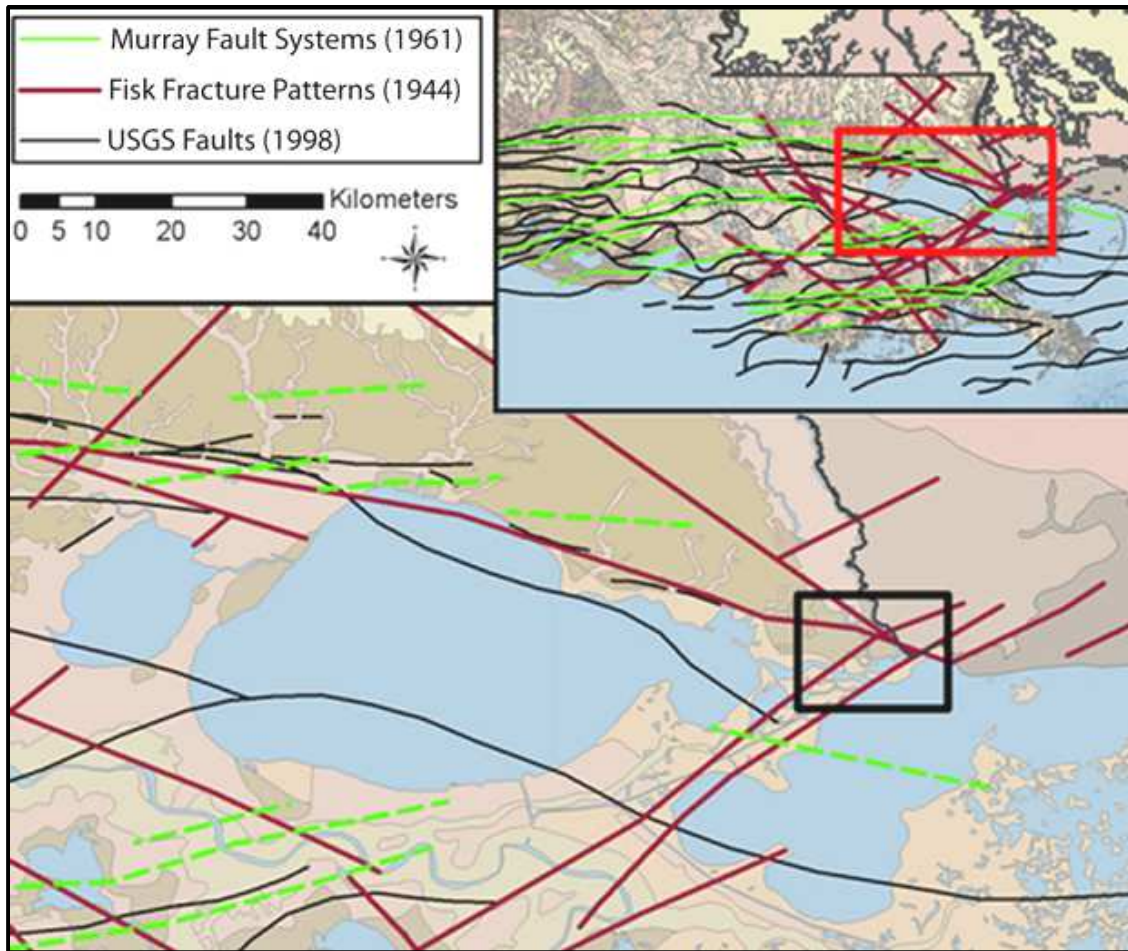 Murray Fault Systems (1961)
Fisk Fracture Patterns (1944)
USGS Faults (1998)
Kilometers
0 5 10 20 30 40